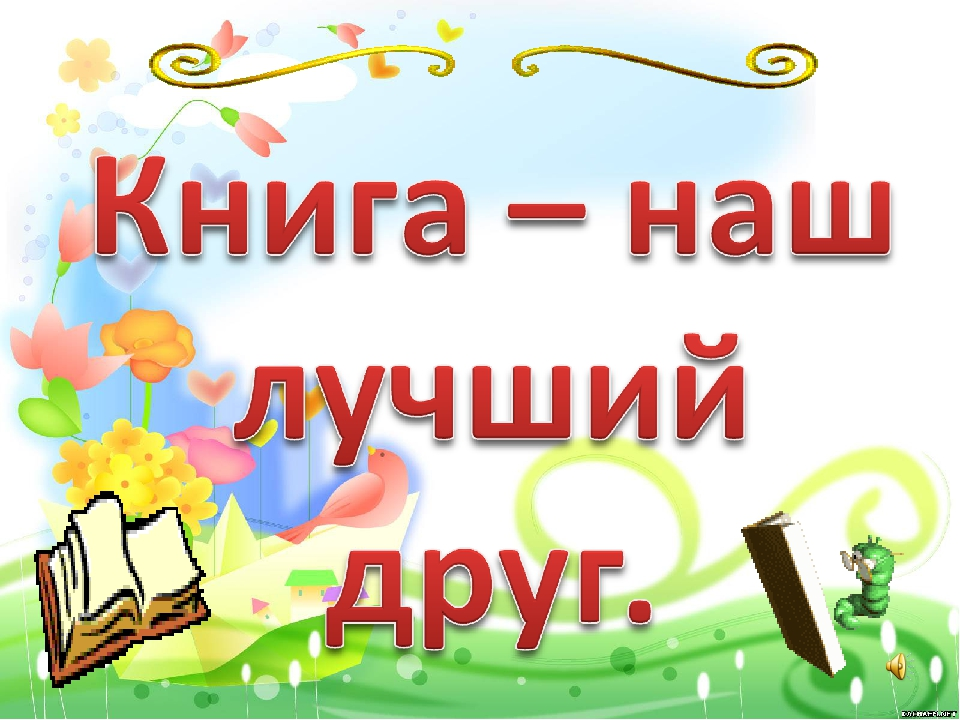 Книга – наш
лучший
друг.